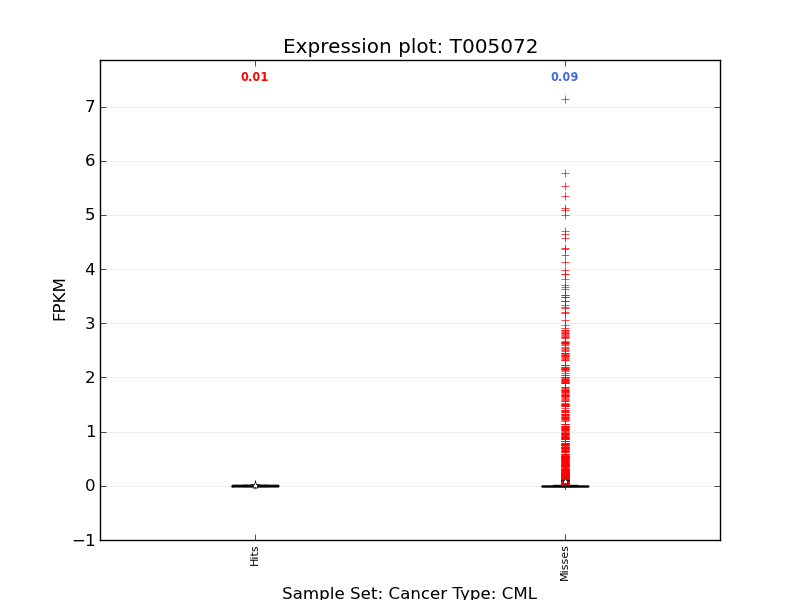 Expression plot: T005072
0.01
0.09
7
6
5
4
3
2
1
0
−1
FPKM
Hits
Misses
Sample Set: Cancer Type: CML